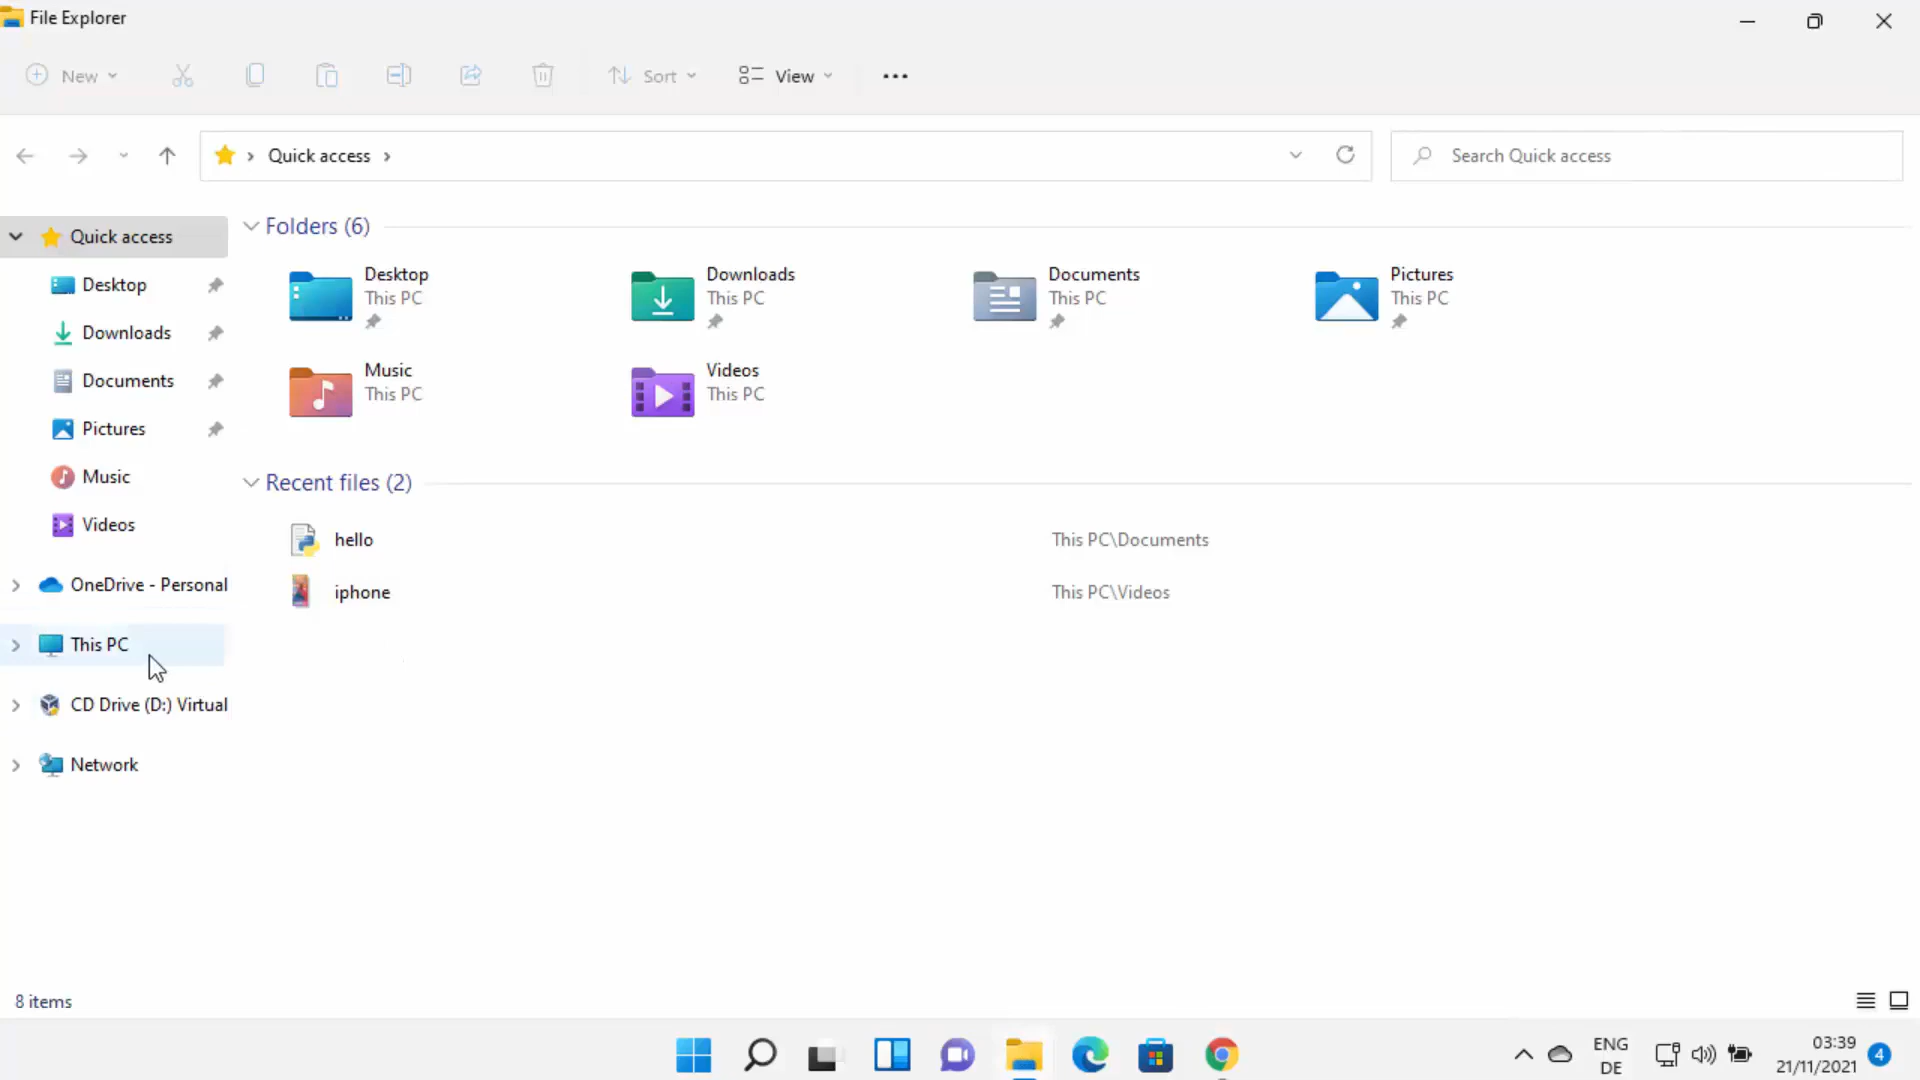 File Explorer
New
Sort
View
Quick access
Search Quick access
Quick access
Desktop
Downloads
Documents
Pictures
Music
Videos
OneDrive - Personal
This PC
CD Drive (D:) Virtual
Network
Folders (6)
Desktop
This PC
Downloads
This PC
Documents
This PC
Pictures
This PC
Music
This PC
Videos
This PC
Recent files (2)
hello
This PC\Documents
iphone
This PC\Videos
8 items
ENG
DE
03:39
21/11/2021
4